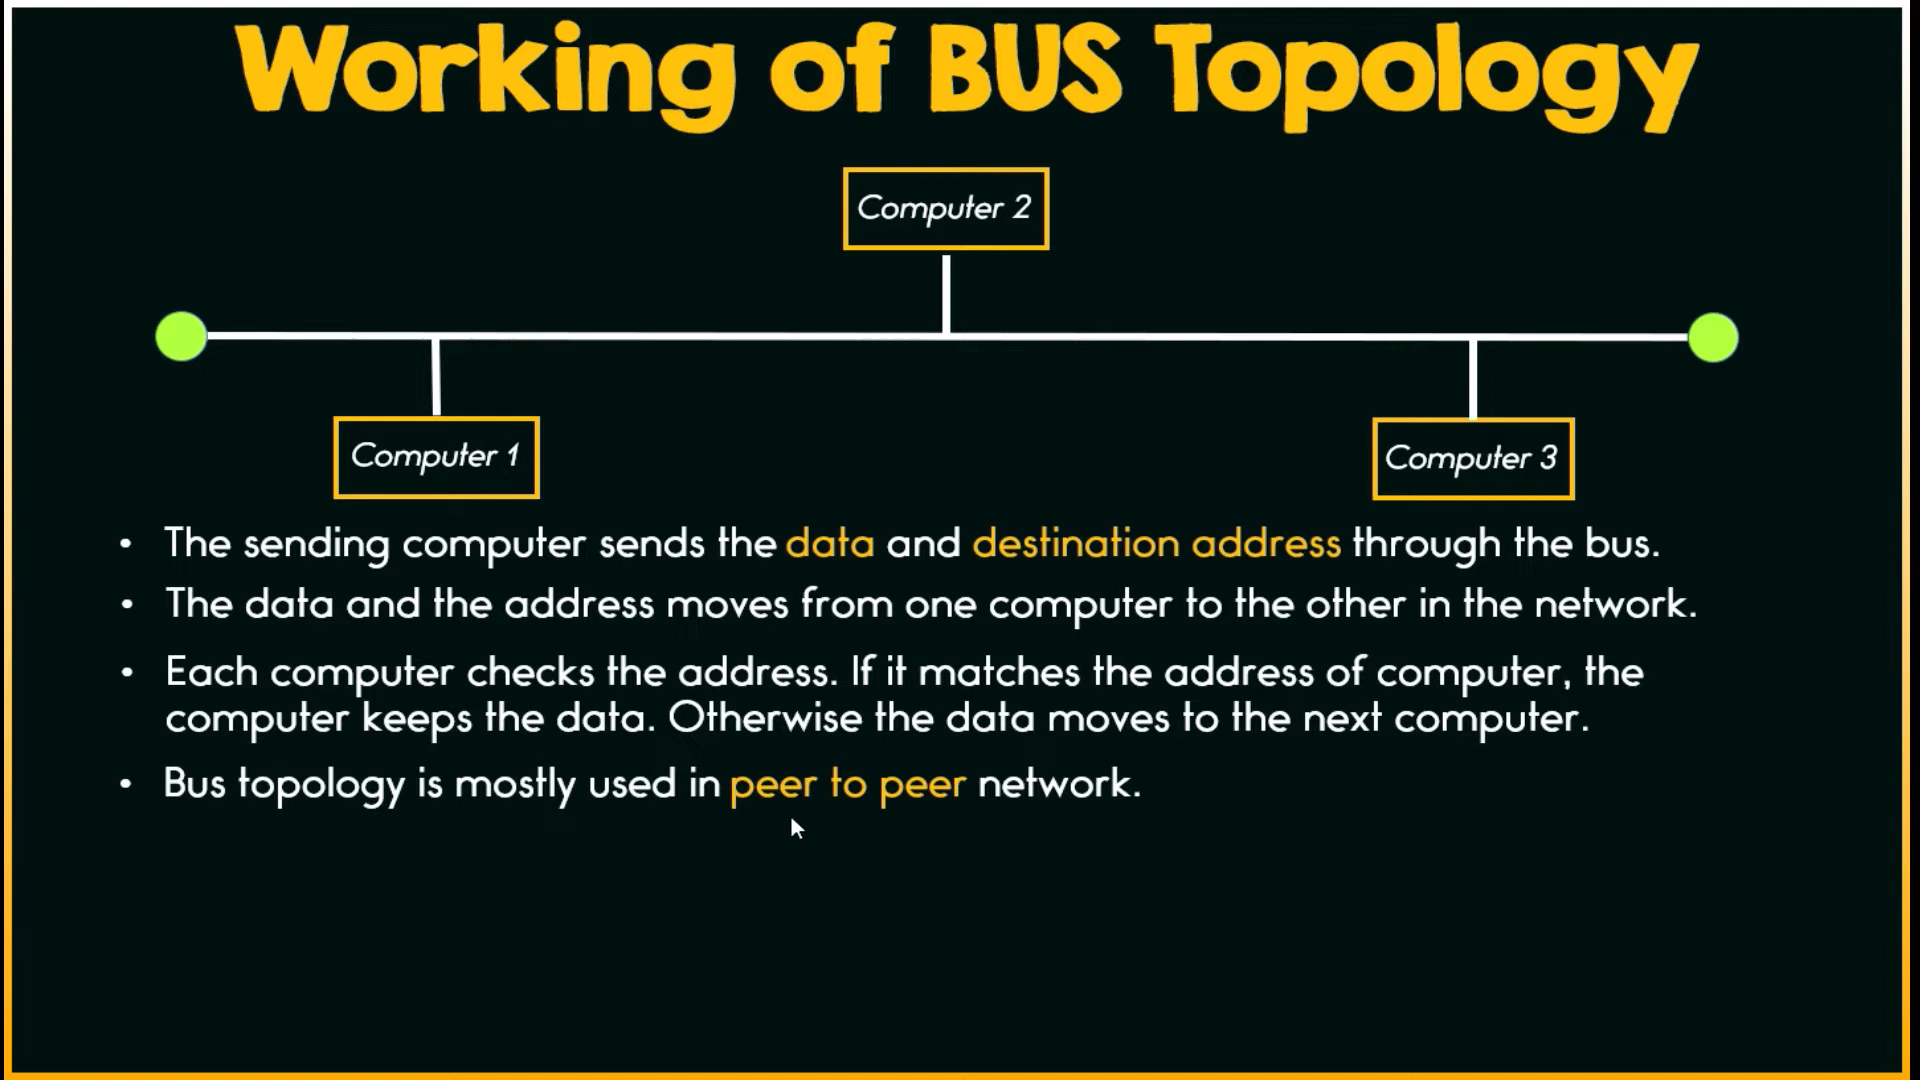 Working of BUS Topology
Computer 2
Computer 1
Computer 3
• The sending computer sends the data and destination address through the bus.
• The data and the address moves from one computer to the other in the network.
• Each computer checks the address. If it matches the address of computer, the
computer keeps the data. Otherwise the data moves to the next computer.
• Bus topology is mostly used in peer to peer network.